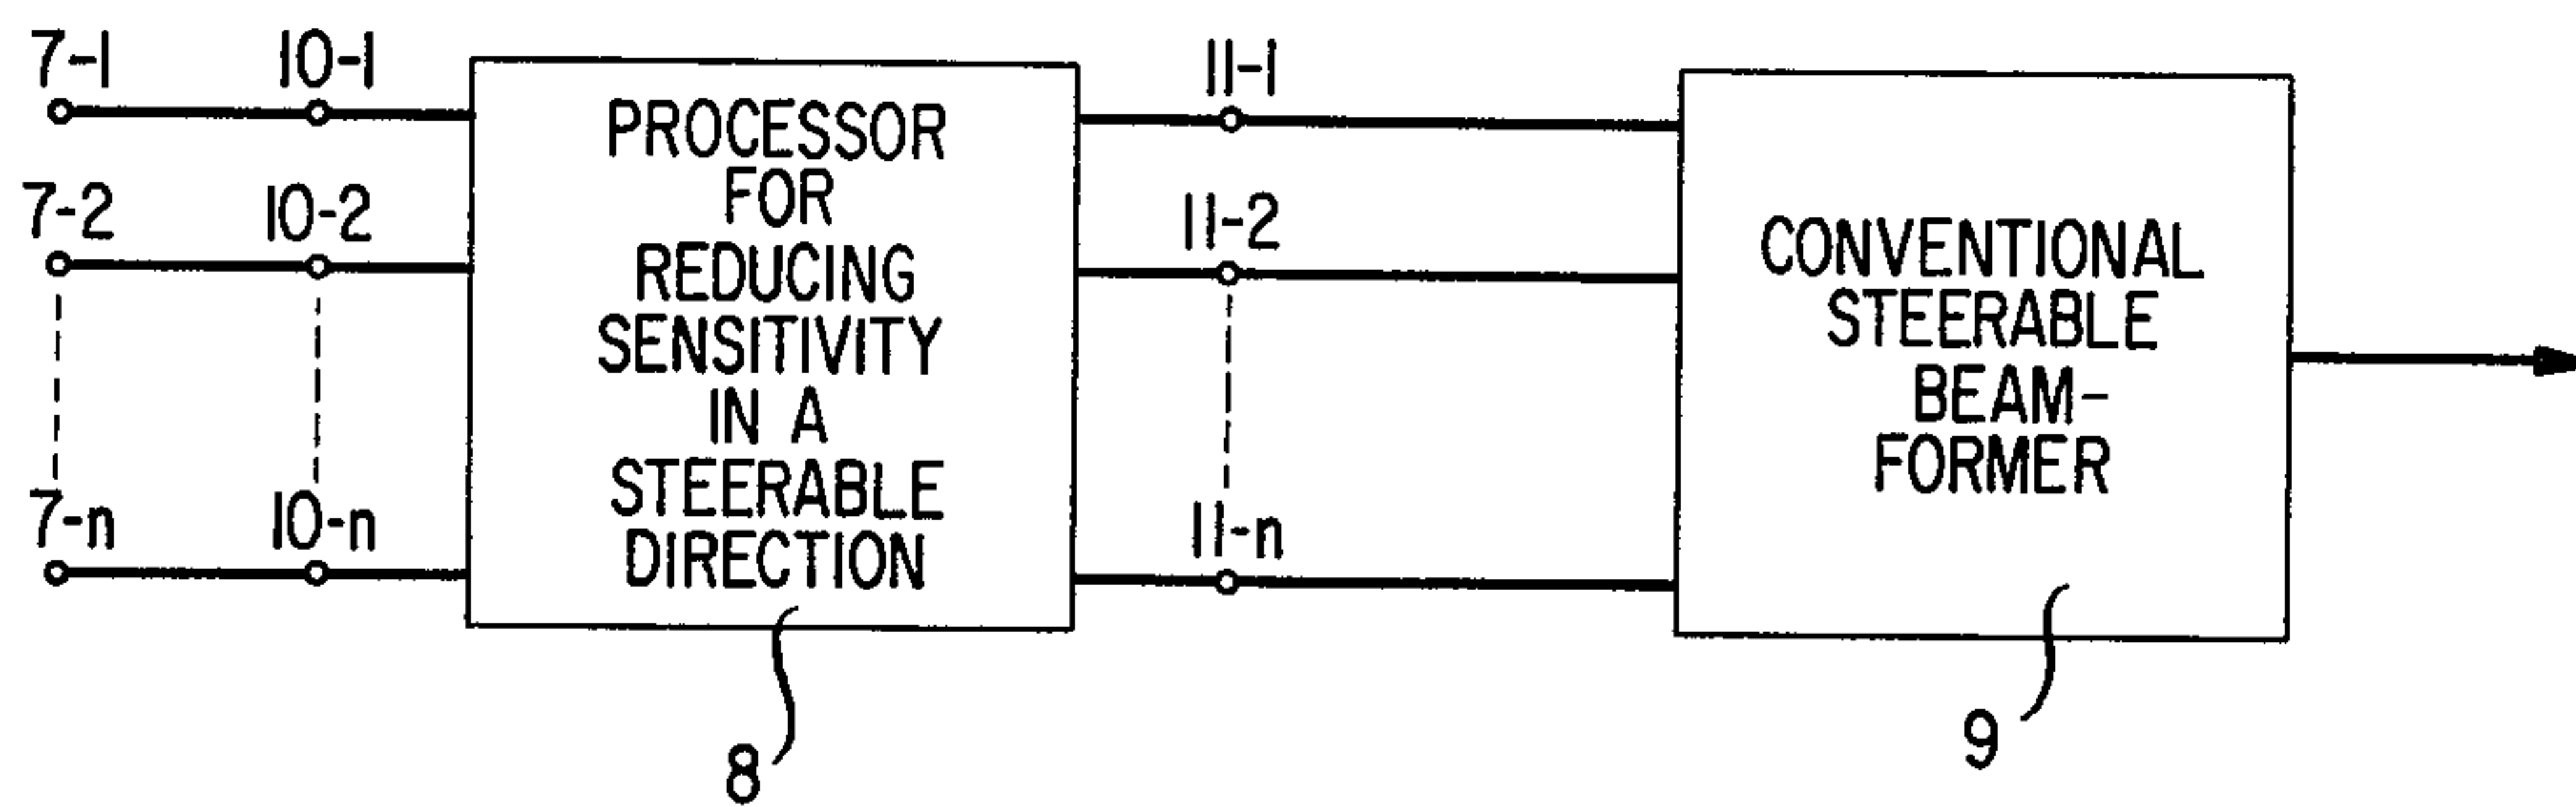 7-1 10-1 11-1
7-2 10-2 11-2
7-n 10-n 11-n
PROCESSOR
FOR
REDUCING
SENSITIVITY
IN A
STEERABLE
DIRECTION
CONVENTIONAL
STEERABLE
BEAM-
FORMER
8
9